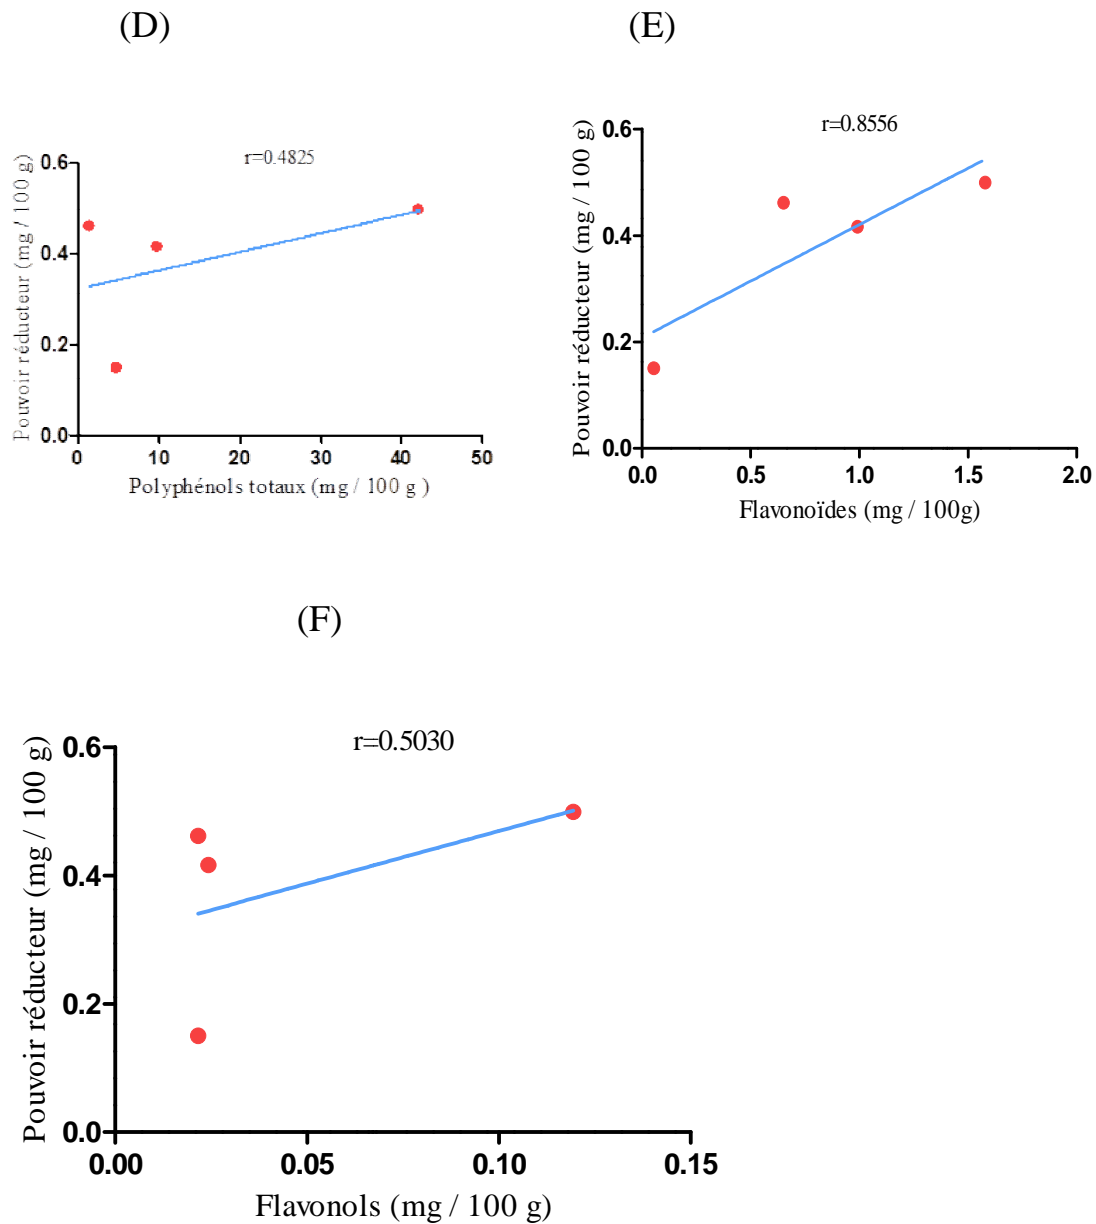 (D)
r=0.4825
Pouvoir réducteur (mg / 100 g)
0.6
0.4
0.2
0.0
0 10 20 30 40 50
Polyphénols totaux (mg / 100 g )
(E)
r=0.8556
Pouvoir réducteur (mg / 100 g)
0.6
0.4
0.2
0.0
0.0 0.5 1.0 1.5 2.0
Flavonoïdes (mg / 100g)
(F)
r=0.5030
Pouvoir réducteur (mg / 100 g)
0.6
0.4
0.2
0.0
0.00 0.05 0.10 0.15
Flavonols (mg / 100 g)